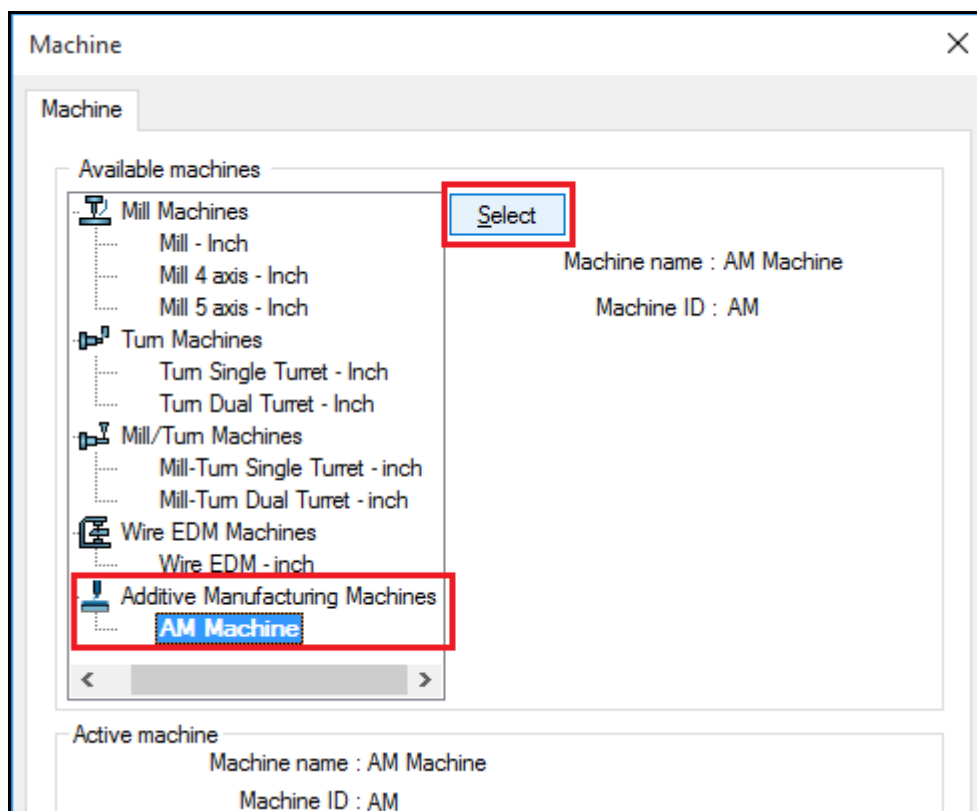 Machine
Machine
Available machines
Mill Machines
Mill - Inch
Mill 4 axis - Inch
Mill 5 axis - Inch
Turn Machines
Turn Single Turret - Inch
Turn Dual Turret - Inch
Mill/Turn Machines
Mill-Turn Single Turret - inch
Mill-Turn Dual Turret - inch
Wire EDM Machines
Wire EDM - inch
Additive Manufacturing Machines
AM Machine
Select
Machine name : AM Machine
Machine ID : AM
Active machine
Machine name : AM Machine
Machine ID : AM